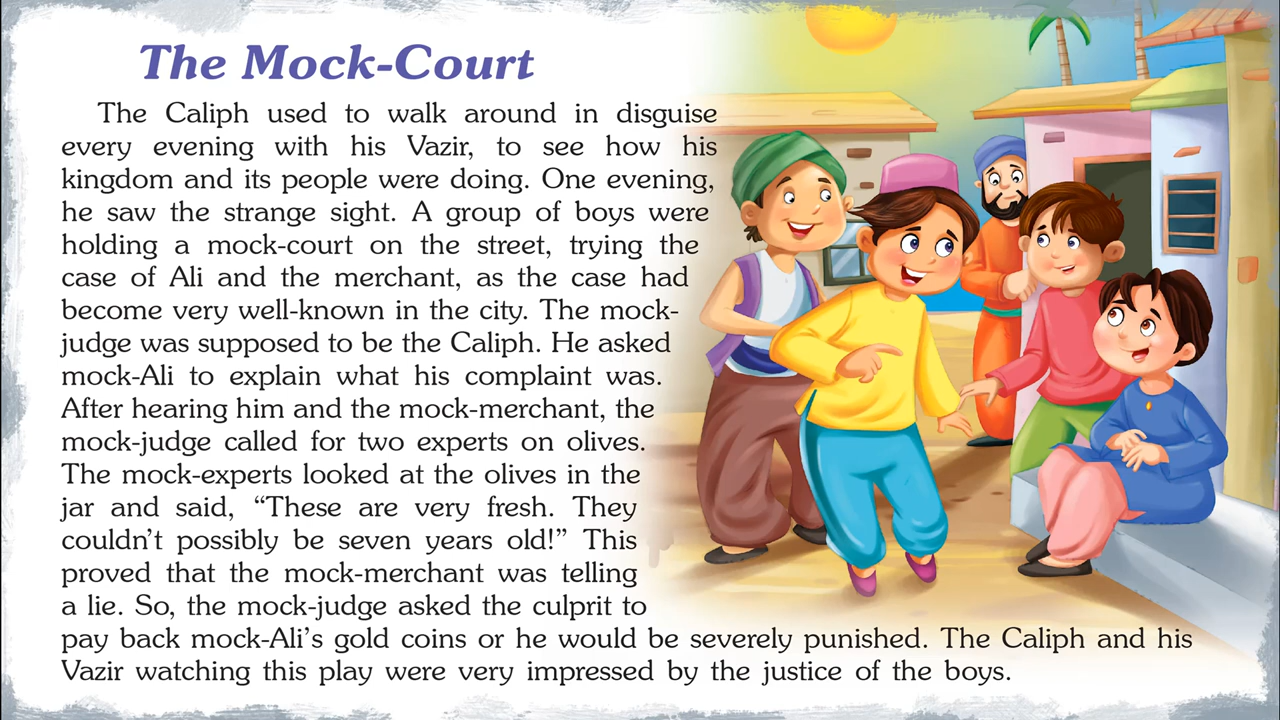 The Mock-Court
The Caliph used to walk around in disguise
every evening with his Vazir, to see how his
kingdom and its people were doing. One evening,
he saw the strange sight. A group of boys were
holding a mock-court on the street, trying the
case of Ali and the merchant, as the case had
become very well-known in the city. The mock-
judge was supposed to be the Caliph. He asked
mock-Ali to explain what his complaint was.
After hearing him and the mock-merchant, the
mock-judge called for two experts on olives.
The mock-experts looked at the olives in the
jar and said, “These are very fresh. They
couldn’t possibly be seven years old!” This
proved that the mock-merchant was telling
a lie. So, the mock-judge asked the culprit to
pay back mock-Ali’s gold coins or he would be severely punished. The Caliph and his
Vazir watching this play were very impressed by the justice of the boys.